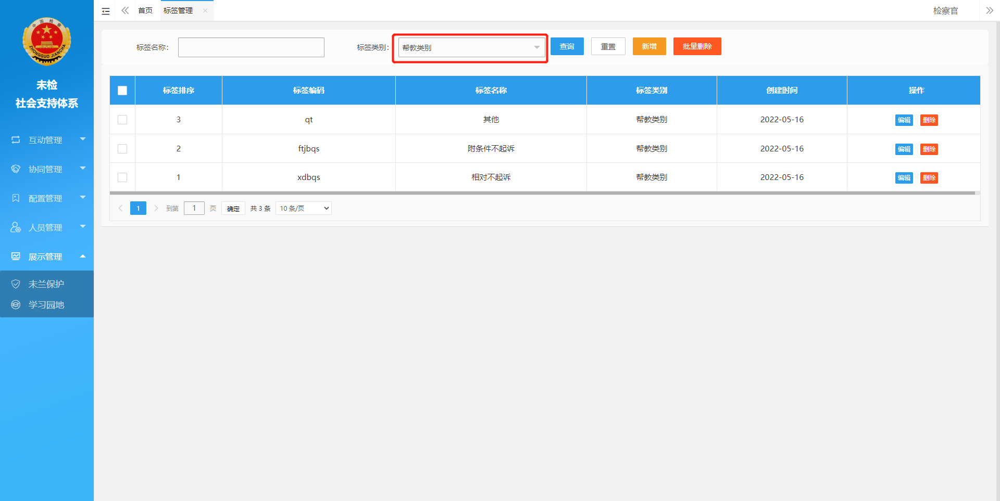 首页
标签管理
检察官
中国检察
ZHONGGUO JIANCHA
未检
社会支持体系
互动管理
协同管理
配置管理
人员管理
展示管理
未兰保护
学习园地
标签名称：
标签类别：
帮教类别
查询
重置
新增
批量删除
标签排序 标签编码 标签名称 标签类别 创建时间 操作
3 qt 其他 帮教类别 2022-05-16 编辑 删除
2 ftjbqs 附条件不起诉 帮教类别 2022-05-16 编辑 删除
1 xdbqs 相对不起诉 帮教类别 2022-05-16 编辑 删除
1 到第 1 页 确定 共 3 条 10 条/页